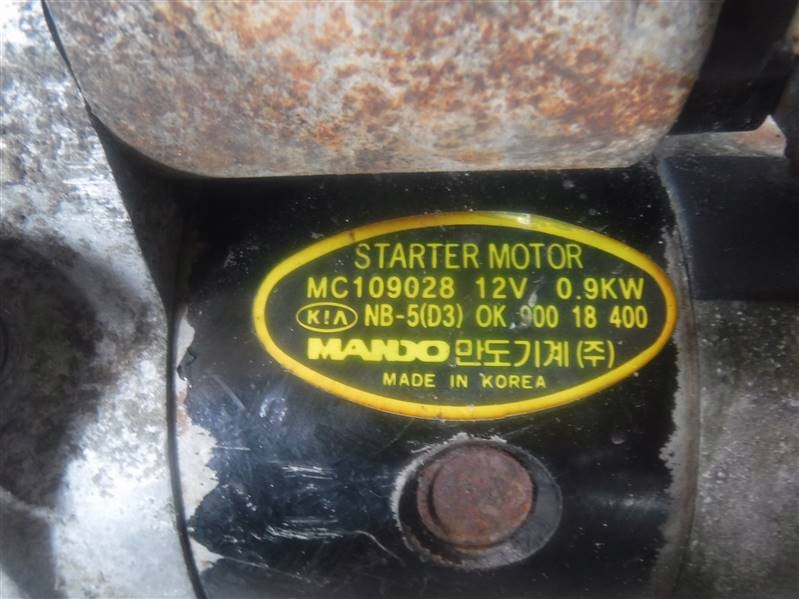 STARTER MOTOR
MC109028 12V 0.9KW
KIA NB-5(D3) OK 900 18 400
MANDO 만도기계(주)
MADE IN KOREA